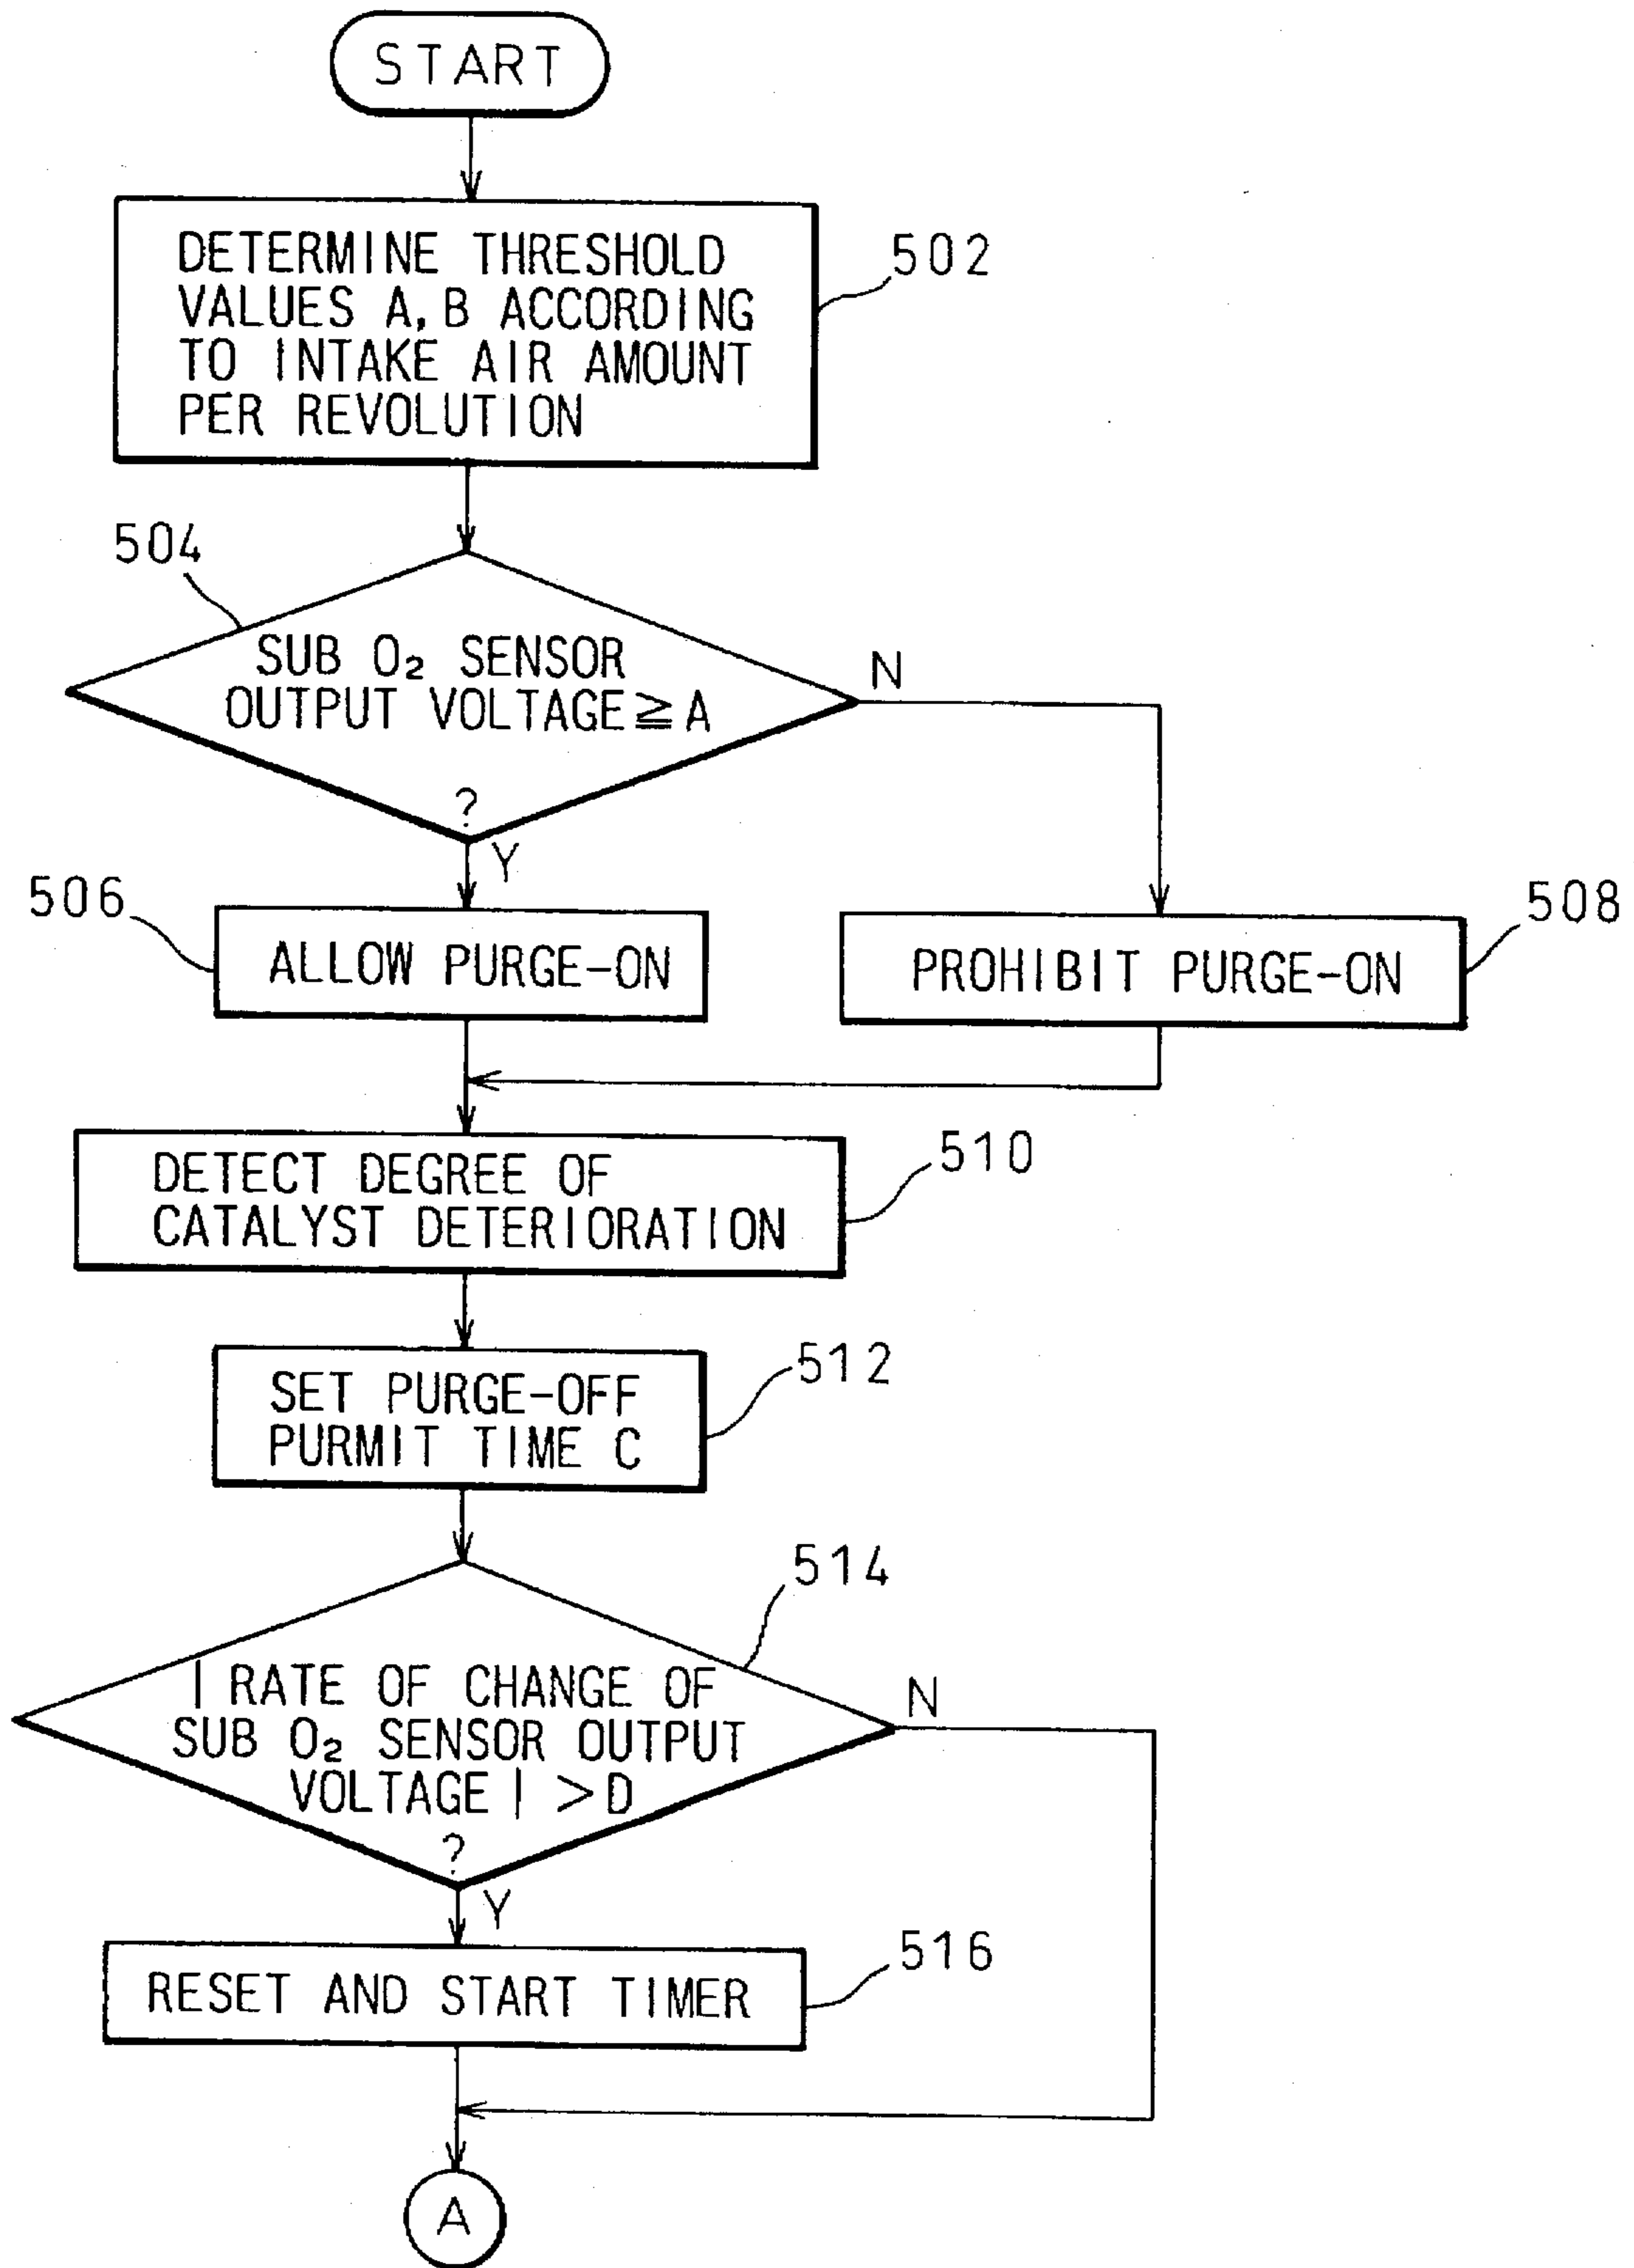 START
DETERMINE THRESHOLD
VALUES A, B ACCORDING
TO INTAKE AIR AMOUNT
PER REVOLUTION
502
504
SUB O₂ SENSOR
OUTPUT VOLTAGE ≧ A
?
N
Y
506
ALLOW PURGE-ON
508
PROHIBIT PURGE-ON
510
DETECT DEGREE OF
CATALYST DETERIORATION
512
SET PURGE-OFF
PURMIT TIME C
514
| RATE OF CHANGE OF
SUB O₂ SENSOR OUTPUT
VOLTAGE | > D
?
N
Y
516
RESET AND START TIMER
A